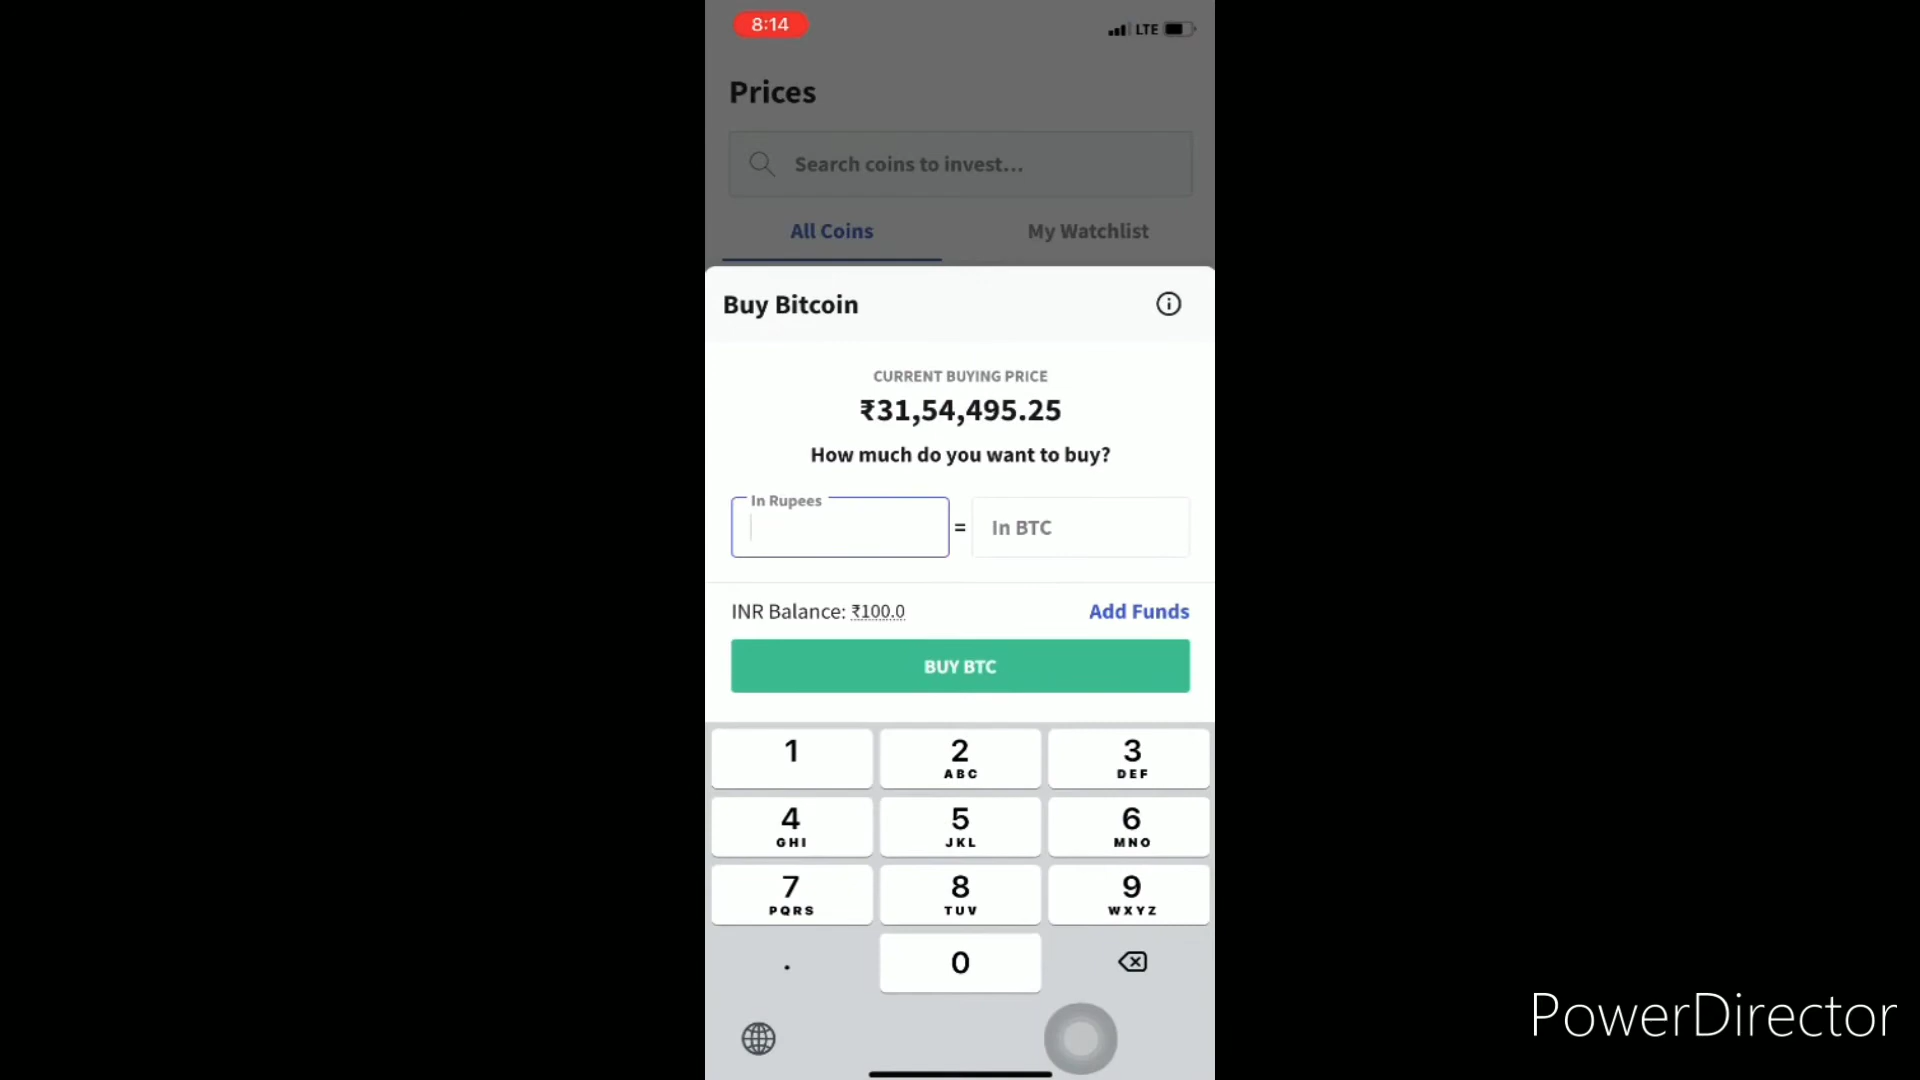 8:14
LTE
Prices
Search coins to invest...
All Coins
My Watchlist
Buy Bitcoin
CURRENT BUYING PRICE
₹31,54,495.25
How much do you want to buy?
In Rupees
= In BTC
INR Balance: ₹100.0
Add Funds
BUY BTC
1 2 3
ABC DEF
4 5 6
GHI JKL MNO
7 8 9
PQRS TUV WXYZ
. 0
PowerDirector